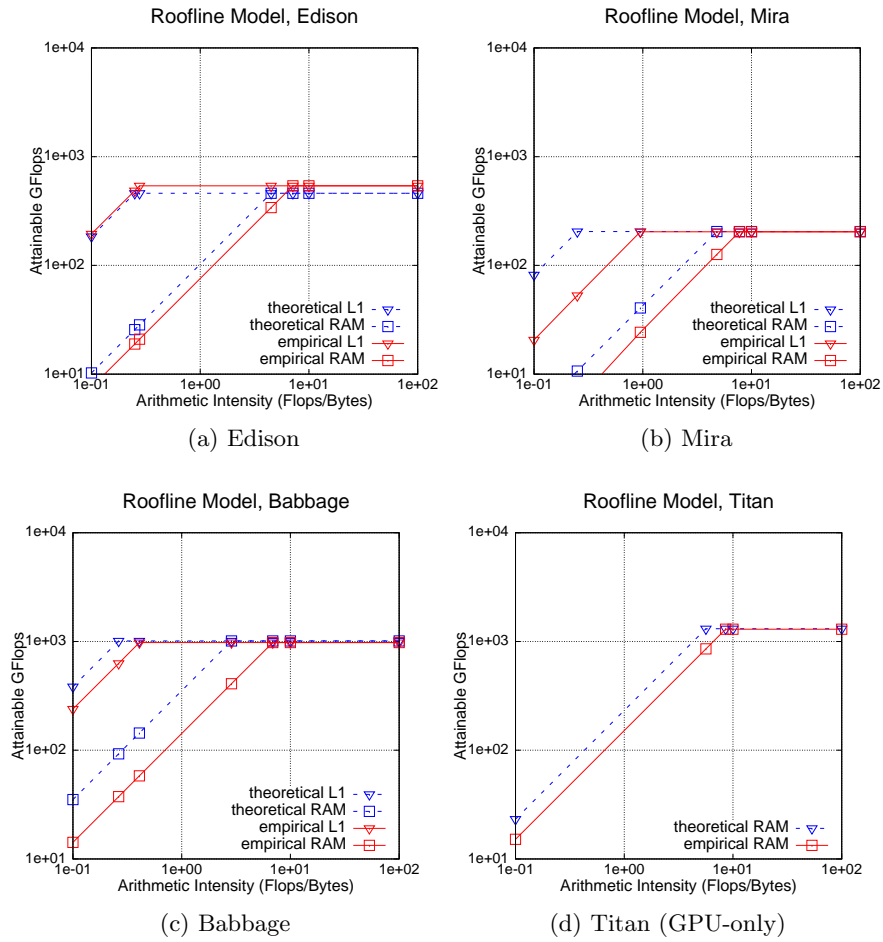 Roofline Model, Edison
1e+04
1e+03
1e+02
1e+01
1e-01 1e+00 1e+01 1e+02
Attainable GFlops
Arithmetic Intensity (Flops/Bytes)
theoretical L1
theoretical RAM
empirical L1
empirical RAM
(a) Edison
Roofline Model, Mira
1e+04
1e+03
1e+02
1e+01
1e-01 1e+00 1e+01 1e+02
Attainable GFlops
Arithmetic Intensity (Flops/Bytes)
theoretical L1
theoretical RAM
empirical L1
empirical RAM
(b) Mira
Roofline Model, Babbage
1e+04
1e+03
1e+02
1e+01
1e-01 1e+00 1e+01 1e+02
Attainable GFlops
Arithmetic Intensity (Flops/Bytes)
theoretical L1
theoretical RAM
empirical L1
empirical RAM
(c) Babbage
Roofline Model, Titan
1e+04
1e+03
1e+02
1e+01
1e-01 1e+00 1e+01 1e+02
Attainable GFlops
Arithmetic Intensity (Flops/Bytes)
theoretical RAM
empirical RAM
(d) Titan (GPU-only)